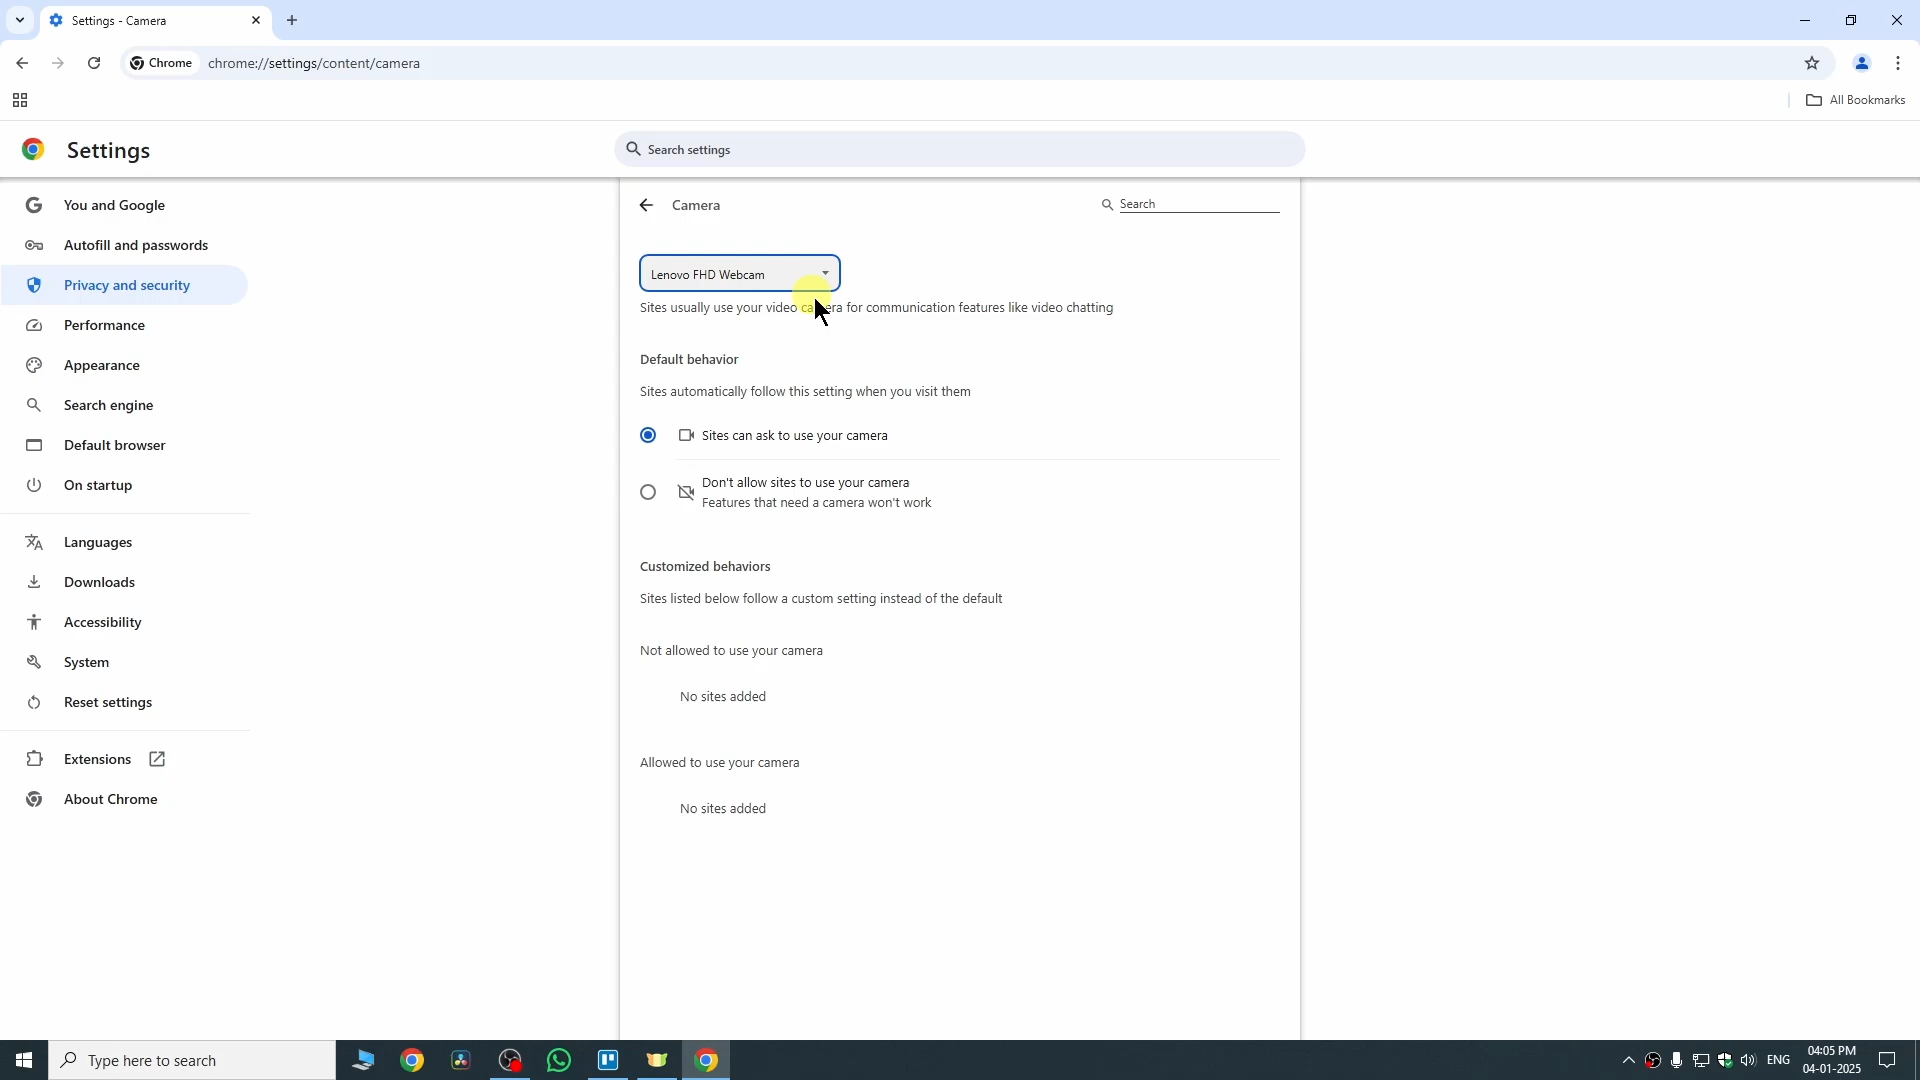 Settings - Camera
Chrome
chrome://settings/content/camera
All Bookmarks
Settings
Search settings
You and Google
Autofill and passwords
Privacy and security
Performance
Appearance
Search engine
Default browser
On startup
Languages
Downloads
Accessibility
System
Reset settings
Extensions
About Chrome
Camera
Search
Lenovo FHD Webcam
Sites usually use your video camera for communication features like video chatting
Default behavior
Sites automatically follow this setting when you visit them
Sites can ask to use your camera
Don't allow sites to use your camera
Features that need a camera won't work
Customized behaviors
Sites listed below follow a custom setting instead of the default
Not allowed to use your camera
No sites added
Allowed to use your camera
No sites added
Type here to search
ENG
04:05 PM
04-01-2025